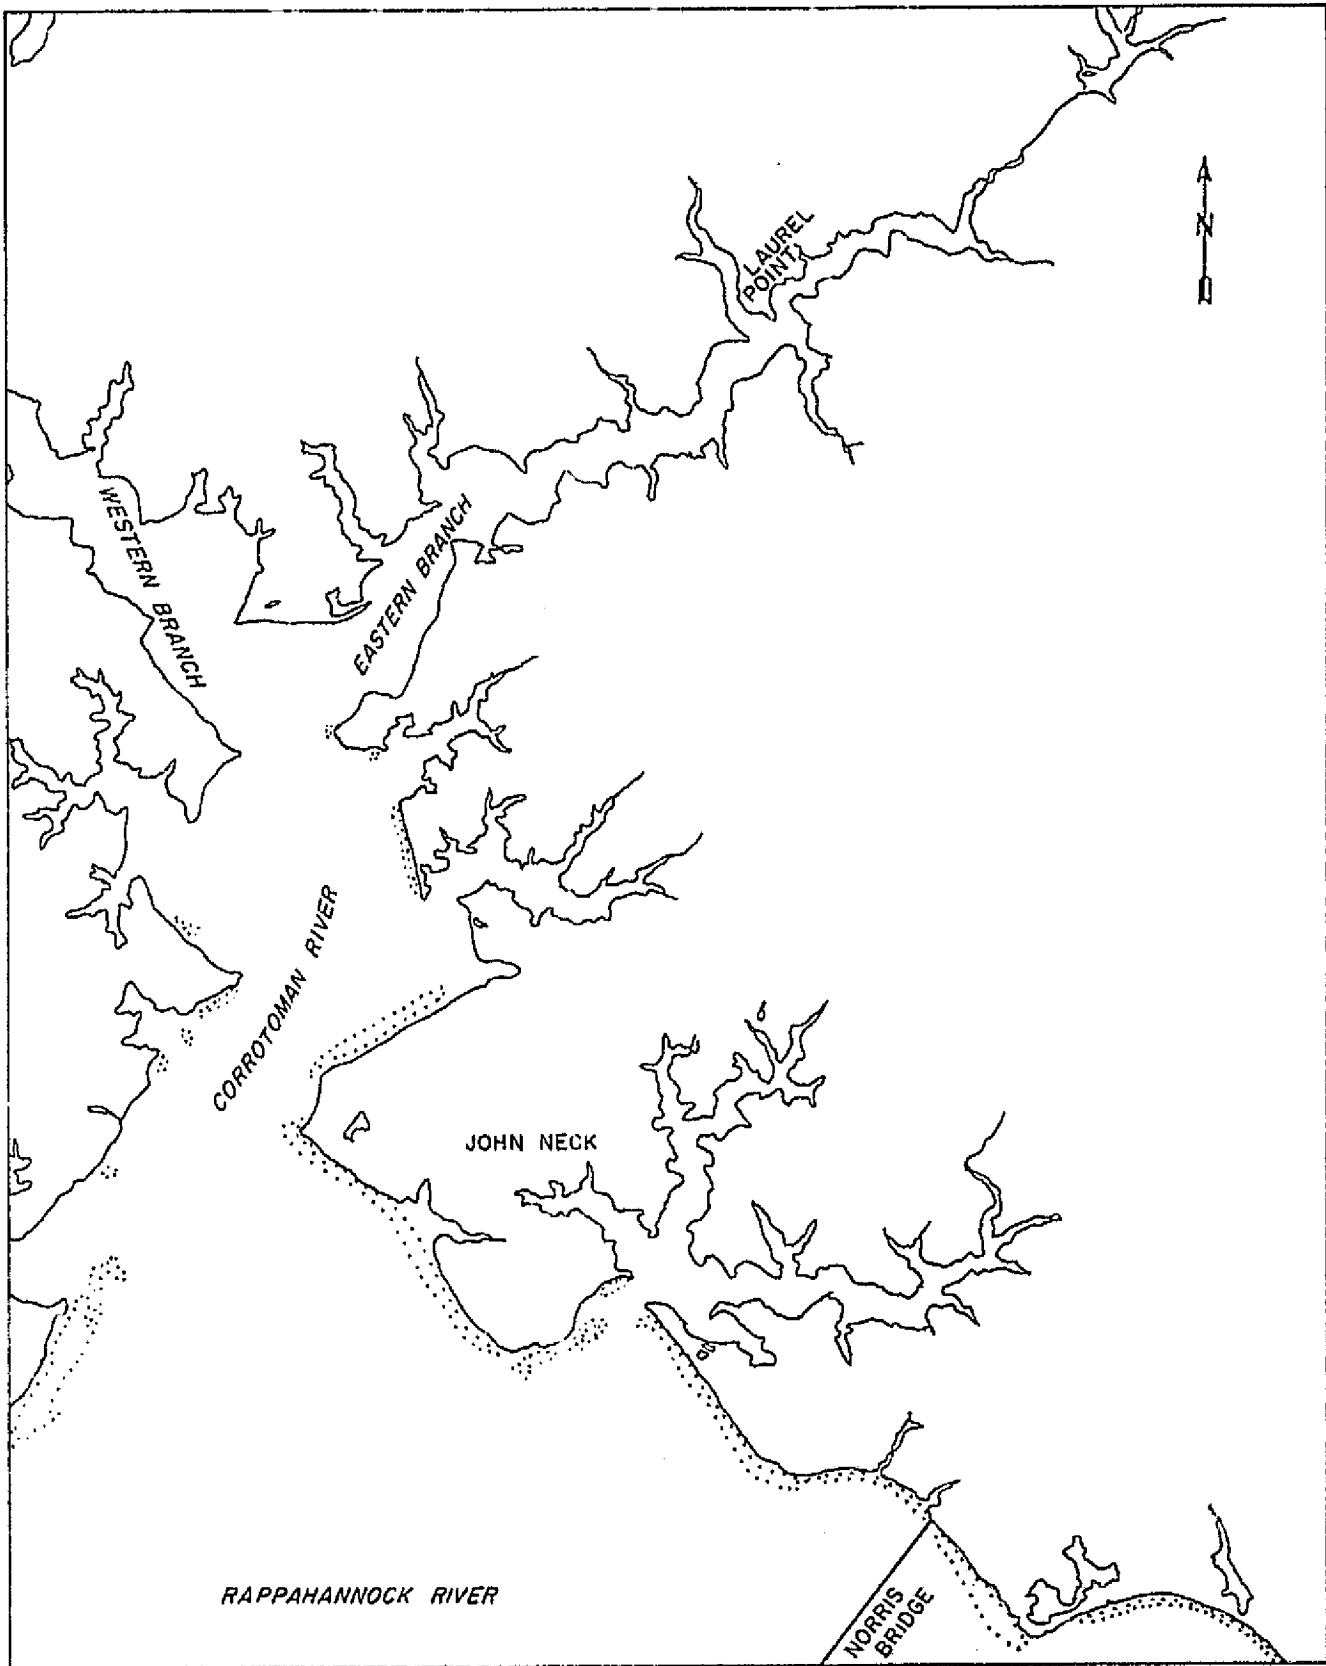 LAUREL
POINT
N
WESTERN BRANCH
EASTERN BRANCH
CORROTOMAN RIVER
JOHN NECK
RAPPAHANNOCK RIVER
NORRIS
BRIDGE